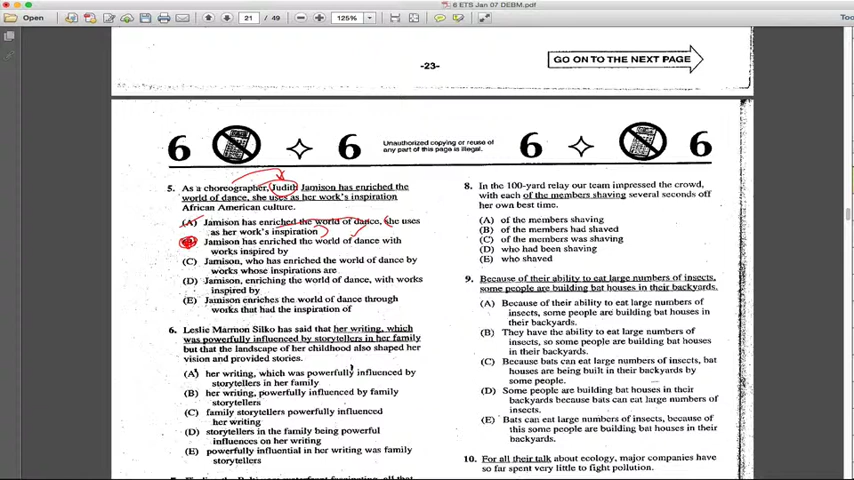 6 ETS Jan 07 DEBM.pdf
Open
21 / 49
125%
-23-
GO ON TO THE NEXT PAGE
6 6
Unauthorized copying or reuse of
any part of this page is illegal.
6 6
5. As a choreographer, Judith Jamison has enriched the
world of dance, she uses as her work's inspiration
African American culture.
(A) Jamison has enriched the world of dance, she uses
as her work's inspiration
Jamison has enriched the world of dance with
works inspired by
(C) Jamison, who has enriched the world of dance by
works whose inspirations are
(D) Jamison, enriching the world of dance, with works
inspired by
(E) Jamison enriches the world of dance through
works that had the inspiration of
6. Leslie Marmon Silko has said that her writing, which
was powerfully influenced by storytellers in her family
but that the landscape of her childhood also shaped her
vision and provided stories.
(A) her writing, which was powerfully influenced by
storytellers in her family
(B) her writing, powerfully influenced by family
storytellers
(C) family storytellers powerfully influenced
her writing
(D) storytellers in the family being powerful
influences on her writing
(E) powerfully influential in her writing was family
storytellers
8. In the 100-yard relay our team impressed the crowd,
with each of the members shaving several seconds off
her own best time.
(A) of the members shaving
(B) of the members had shaved
(C) of the members was shaving
(D) who had been shaving
(E) who shaved
9. Because of their ability to eat large numbers of insects,
some people are building bat houses in their backyards.
(A) Because of their ability to eat large numbers of
insects, some people are building bat houses in
their backyards.
(B) They have the ability to eat large numbers of
insects, so some people are building bat houses
in their backyards.
(C) Because bats can eat large numbers of insects, bat
houses are being built in their backyards by
some people.
(D) Some people are building bat houses in their
backyards because bats can eat large numbers of
insects.
(E) Bats can eat large numbers of insects, because of
this some people are building bat houses in their
backyards.
10. For all their talk about ecology, major companies have
so far spent very little to fight pollution.